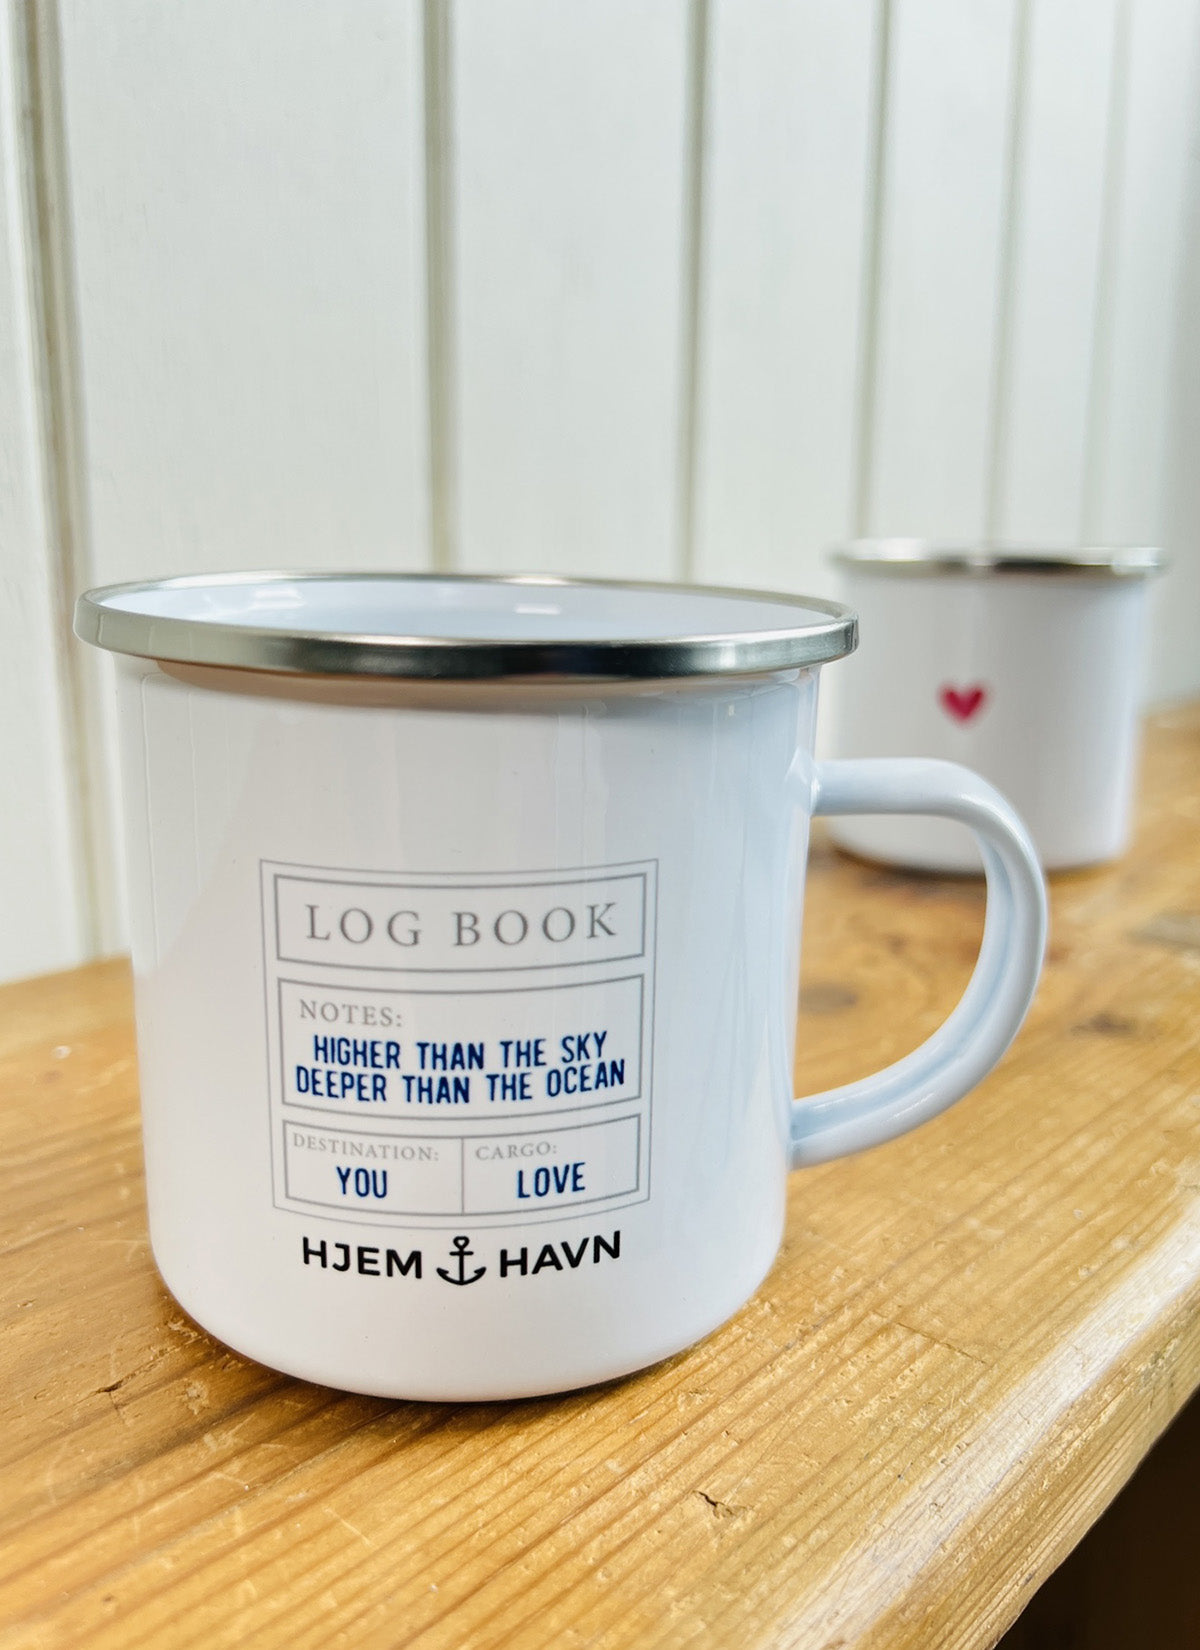 LOG BOOK
NOTES:
HIGHER THAN THE SKY
DEEPER THAN THE OCEAN
DESTINATION:
YOU
CARGO:
LOVE
HJEM HAVN